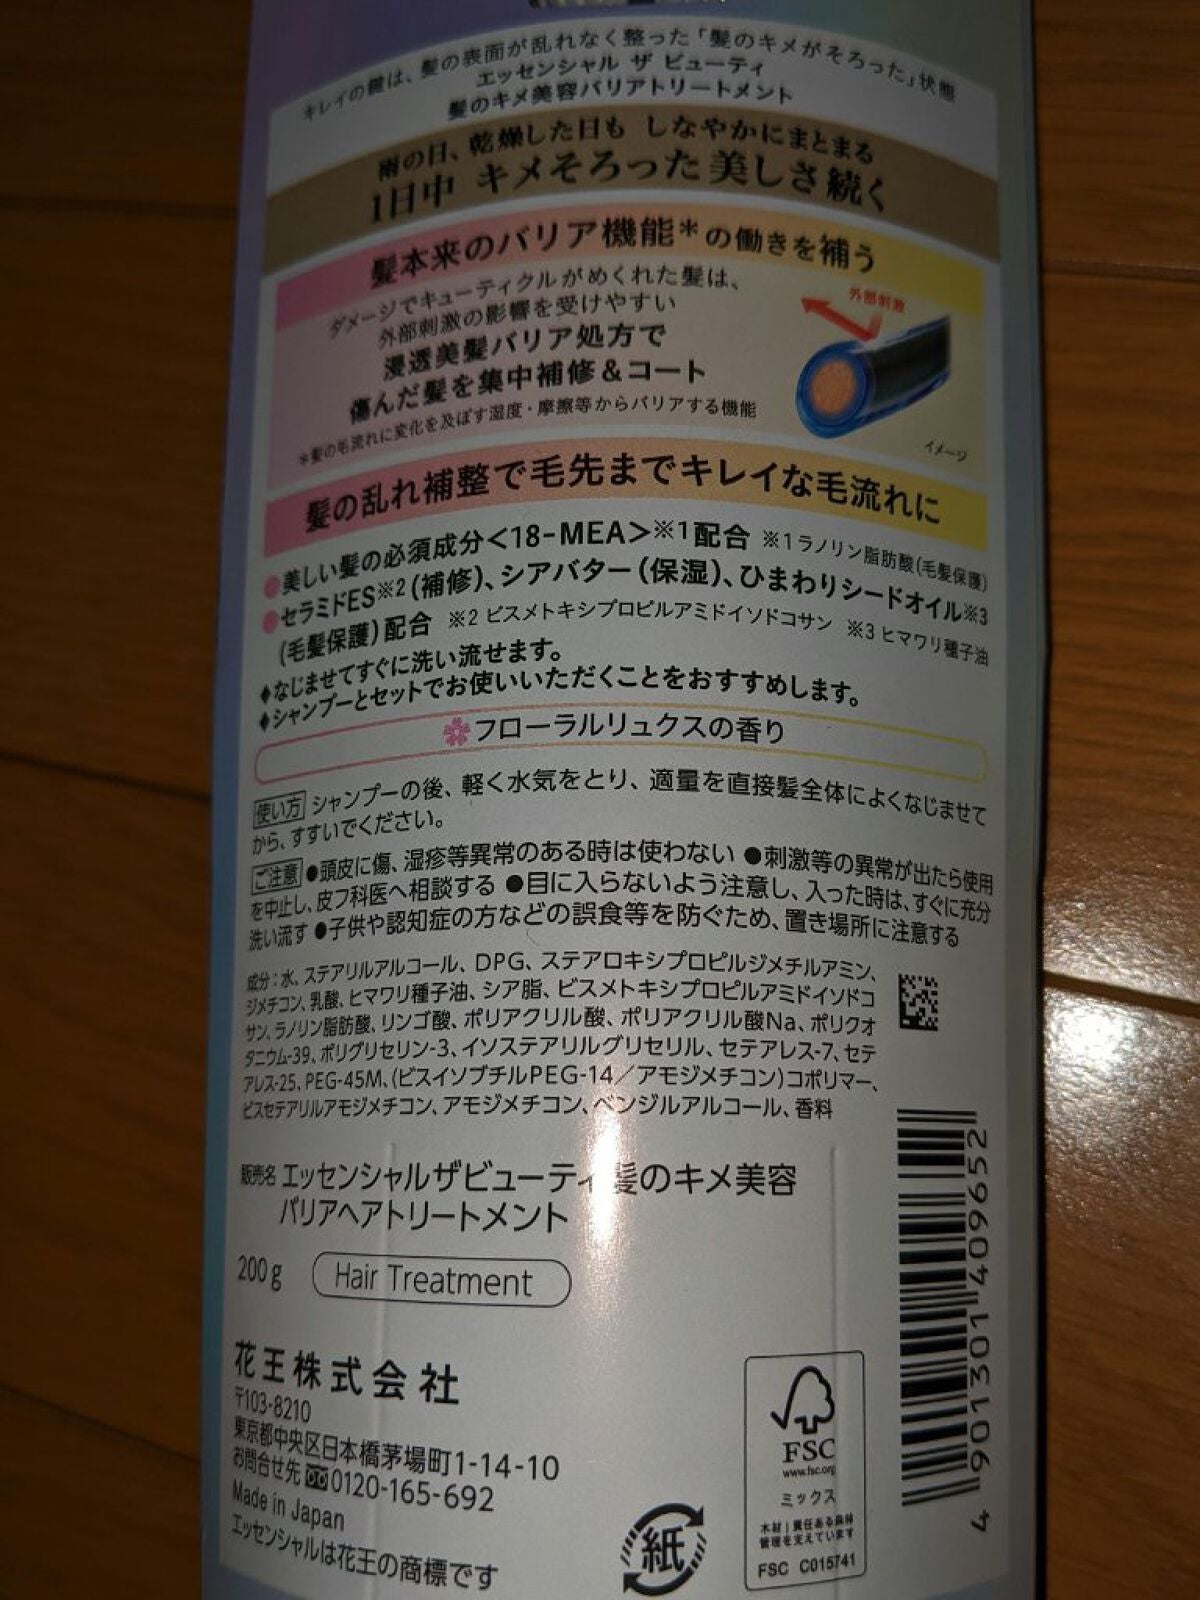 キレイの鍵は、髪の表面が乱れなく整った「髪のキメがそろった」状態
エッセンシャル ザ ビューティ
髪のキメ美容バリアトリートメント
雨の日、乾燥した日も しなやかにまとまる
1日中 キメそろった美しさ続く
髪本来のバリア機能*の働きを補う
ダメージでキューティクルがめくれた髪は、
外部刺激の影響を受けやすい
浸透美髪バリア処方で
傷んだ髪を集中補修&コート
*髪の毛流れに変化を及ぼす湿度・摩擦等からバリアする機能
外部刺激
イメージ
髪の乱れ補整で毛先までキレイな毛流れに
●美しい髪の必須成分<18-MEA>※1配合 ※1ラノリン脂肪酸(毛髪保護)
●セラミドES※2(補修)、シアバター(保湿)、ひまわりシードオイル※3
(毛髪保護)配合 ※2 ビスメトキシプロピルアミドイソドコサン ※3 ヒマワリ種子油
◆なじませてすぐに洗い流せます。
◆シャンプーとセットでお使いいただくことをおすすめします。
フローラルリュクスの香り
使い方 シャンプーの後、軽く水気をとり、適量を直接髪全体によくなじませて
から、すすいでください。
ご注意 ●頭皮に傷、湿疹等異常のある時は使わない ●刺激等の異常が出たら使用
を中止し、皮フ科医へ相談する ●目に入らないよう注意し、入った時は、すぐに充分
洗い流す ●子供や認知症の方などの誤食等を防ぐため、置き場所に注意する
成分:水、ステアリルアルコール、DPG、ステアロキシプロピルジメチルアミン、
ジメチコン、乳酸、ヒマワリ種子油、シア脂、ビスメトキシプロピルアミドイソドコ
サン、ラノリン脂肪酸、リンゴ酸、ポリアクリル酸、ポリアクリル酸Na、ポリクオ
タニウム-39、ポリグリセリン-3、イソステアリルグリセリル、セテアレス-7、セテ
アレス-25、PEG-45M、(ビスイソブチルPEG-14/アモジメチコン)コポリマー、
ビスセテアリルアモジメチコン、アモジメチコン、ベンジルアルコール、香料
販売名 エッセンシャルザビューティ髪のキメ美容
バリアヘアトリートメント
200g Hair Treatment
花王株式会社
〒103-8210
東京都中央区日本橋茅場町1-14-10
お問合せ先 0120-165-692
Made in Japan
エッセンシャルは花王の商標です
紙
FSC
www.fsc.org
ミックス
木材|責任ある森林
管理を支えています
FSC C015741
4 901301 409652